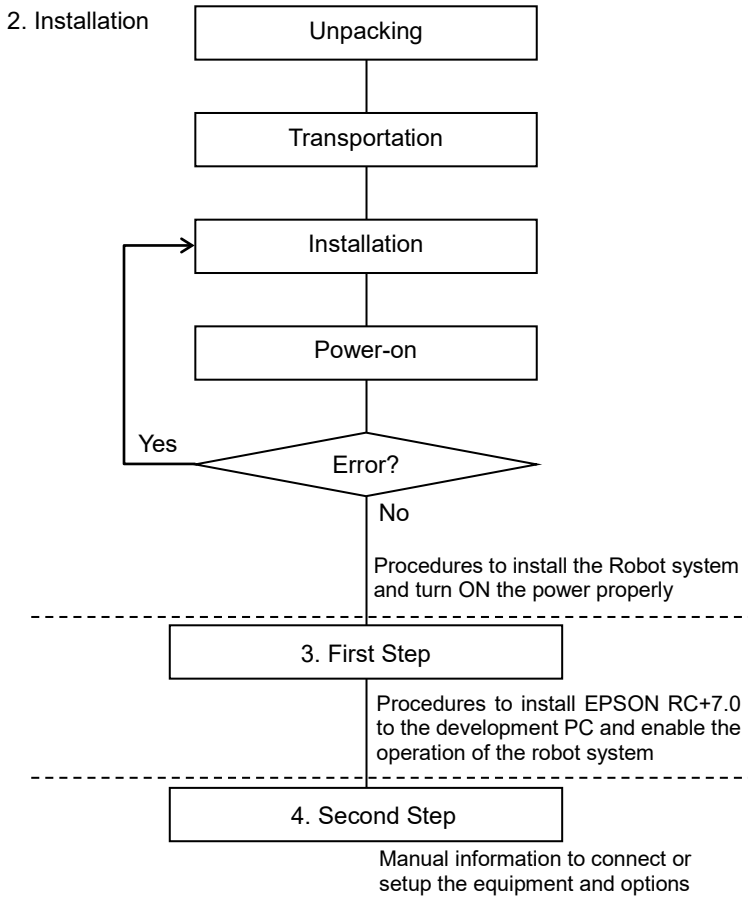 2. Installation
Unpacking
Transportation
Installation
Power-on
Yes
Error?
No
Procedures to install the Robot system
and turn ON the power properly
3. First Step
Procedures to install EPSON RC+7.0
to the development PC and enable the
operation of the robot system
4. Second Step
Manual information to connect or
setup the equipment and options